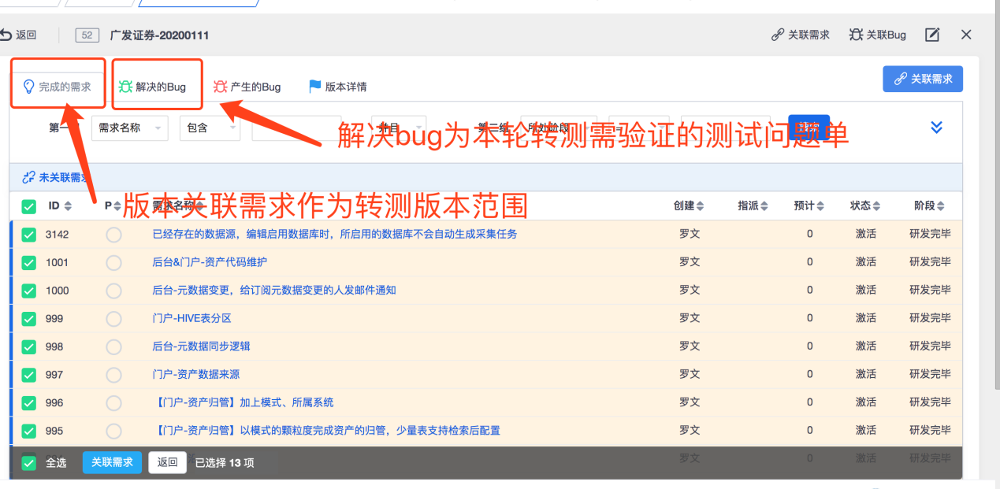 返回 52 广发证券-20200111 关联需求 关联Bug
完成的需求 解决的Bug 产生的Bug 版本详情 关联需求
第一 需求名称 包含 并且 第二组 所处阶段 = 搜索
解决bug为本轮转测需验证的测试问题单
未关联需求
版本关联需求作为转测版本范围
ID P 需求名称 创建 指派 预计 状态 阶段
3142 已经存在的数据源，编辑启用数据库时，所启用的数据库不会自动生成采集任务 罗文 0 激活 研发完毕
1001 后台&门户-资产代码维护 罗文 0 激活 研发完毕
1000 后台-元数据变更，给订阅元数据变更的人发邮件通知 罗文 0 激活 研发完毕
999 门户-HIVE表分区 罗文 0 激活 研发完毕
998 后台-元数据同步逻辑 罗文 0 激活 研发完毕
997 门户-资产数据来源 罗文 0 激活 研发完毕
996 【门户-资产归管】加上模式、所属系统 罗文 0 激活 研发完毕
995 【门户-资产归管】以模式的颗粒度完成资产的归管，少量表支持检索后配置 罗文 0 激活 研发完毕
罗文 0 激活 研发完毕
全选 关联需求 返回 已选择 13 项